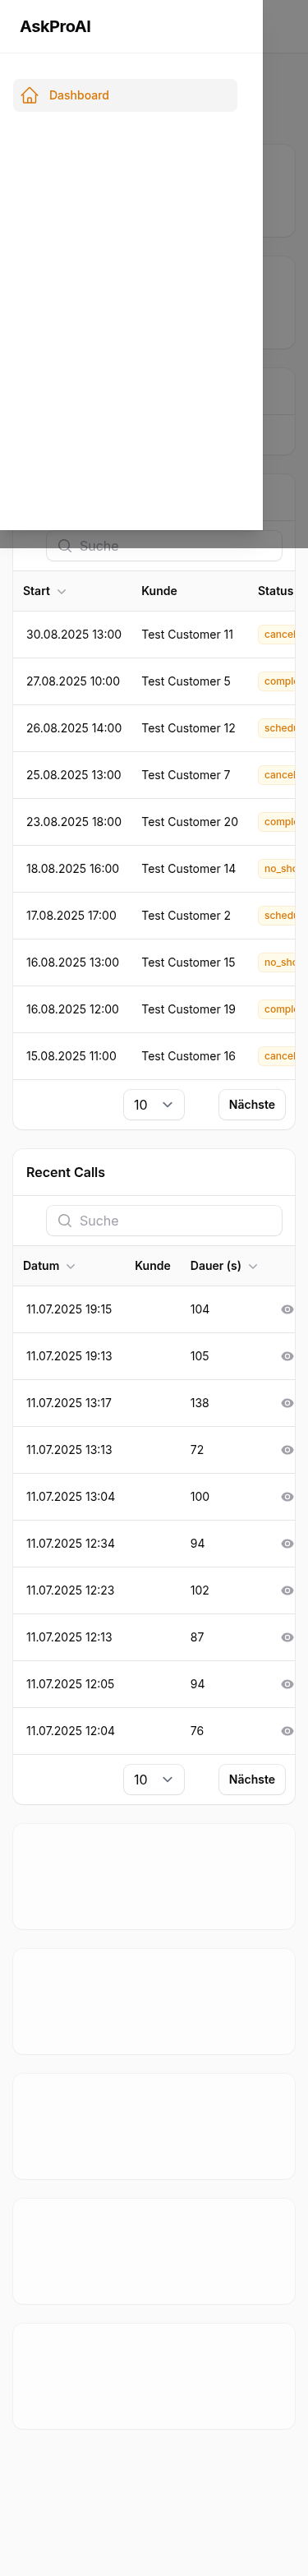 AskProAI
Dashboard
Suche
Start Kunde Status
30.08.2025 13:00 Test Customer 11 cancel
27.08.2025 10:00 Test Customer 5 comple
26.08.2025 14:00 Test Customer 12 schedu
25.08.2025 13:00 Test Customer 7 cancel
23.08.2025 18:00 Test Customer 20 comple
18.08.2025 16:00 Test Customer 14 no_sho
17.08.2025 17:00 Test Customer 2 schedu
16.08.2025 13:00 Test Customer 15 no_sho
16.08.2025 12:00 Test Customer 19 comple
15.08.2025 11:00 Test Customer 16 cancel
10 Nächste
Recent Calls
Suche
Datum Kunde Dauer (s)
11.07.2025 19:15 104
11.07.2025 19:13 105
11.07.2025 13:17 138
11.07.2025 13:13 72
11.07.2025 13:04 100
11.07.2025 12:34 94
11.07.2025 12:23 102
11.07.2025 12:13 87
11.07.2025 12:05 94
11.07.2025 12:04 76
10 Nächste